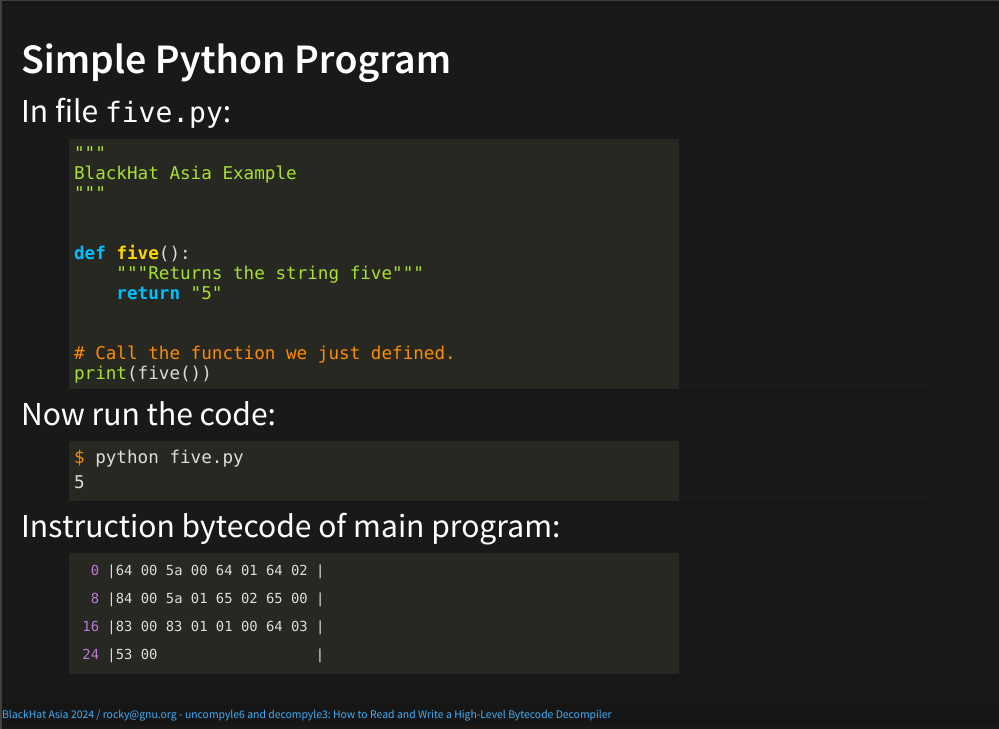 Simple Python Program
In file five.py:
"""
BlackHat Asia Example
"""
def five():
    """Returns the string five"""
    return "5"
# Call the function we just defined.
print(five())
Now run the code:
$ python five.py
5
Instruction bytecode of main program:
 0 |64 00 5a 00 64 01 64 02 |
 8 |84 00 5a 01 65 02 65 00 |
16 |83 00 83 01 01 00 64 03 |
24 |53 00                   |
BlackHat Asia 2024 / rocky@gnu.org - uncompyle6 and decompyle3: How to Read and Write a High-Level Bytecode Decompiler